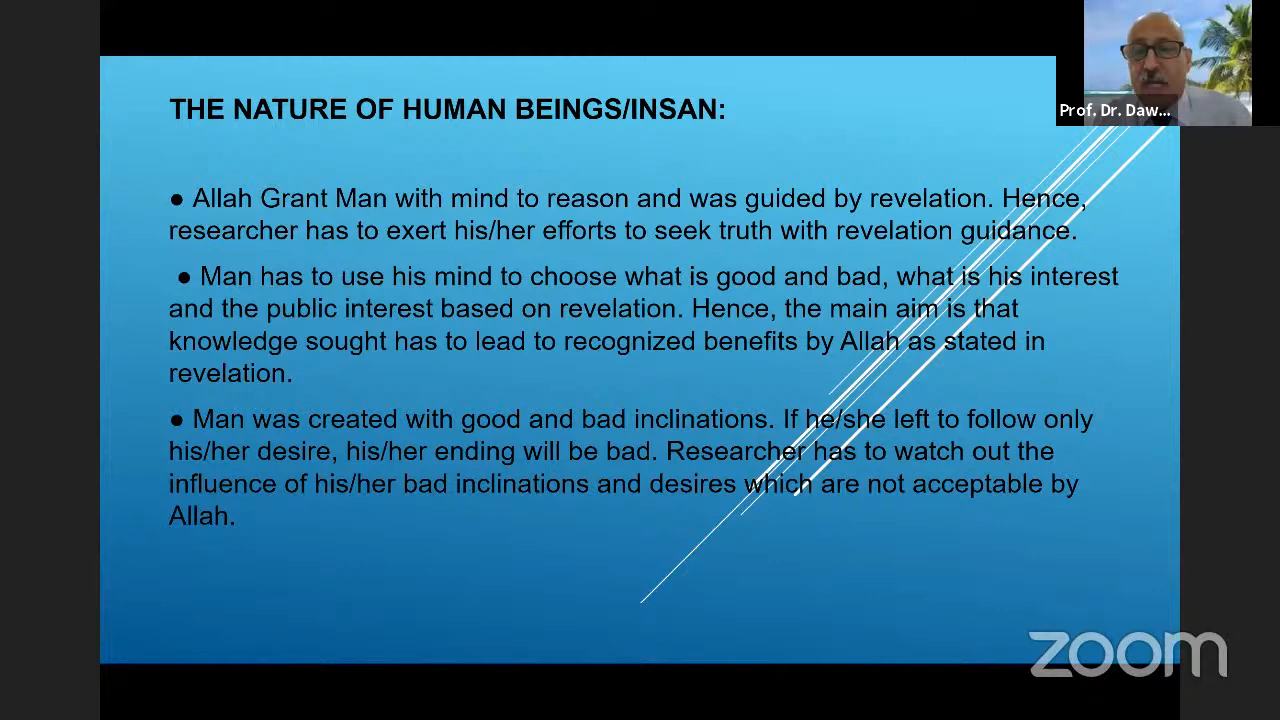 THE NATURE OF HUMAN BEINGS/INSAN:
Prof. Dr. Daw...
● Allah Grant Man with mind to reason and was guided by revelation. Hence,
researcher has to exert his/her efforts to seek truth with revelation guidance.
● Man has to use his mind to choose what is good and bad, what is his interest
and the public interest based on revelation. Hence, the main aim is that
knowledge sought has to lead to recognized benefits by Allah as stated in
revelation.
● Man was created with good and bad inclinations. If he/she left to follow only
his/her desire, his/her ending will be bad. Researcher has to watch out the
influence of his/her bad inclinations and desires which are not acceptable by
Allah.
zoom